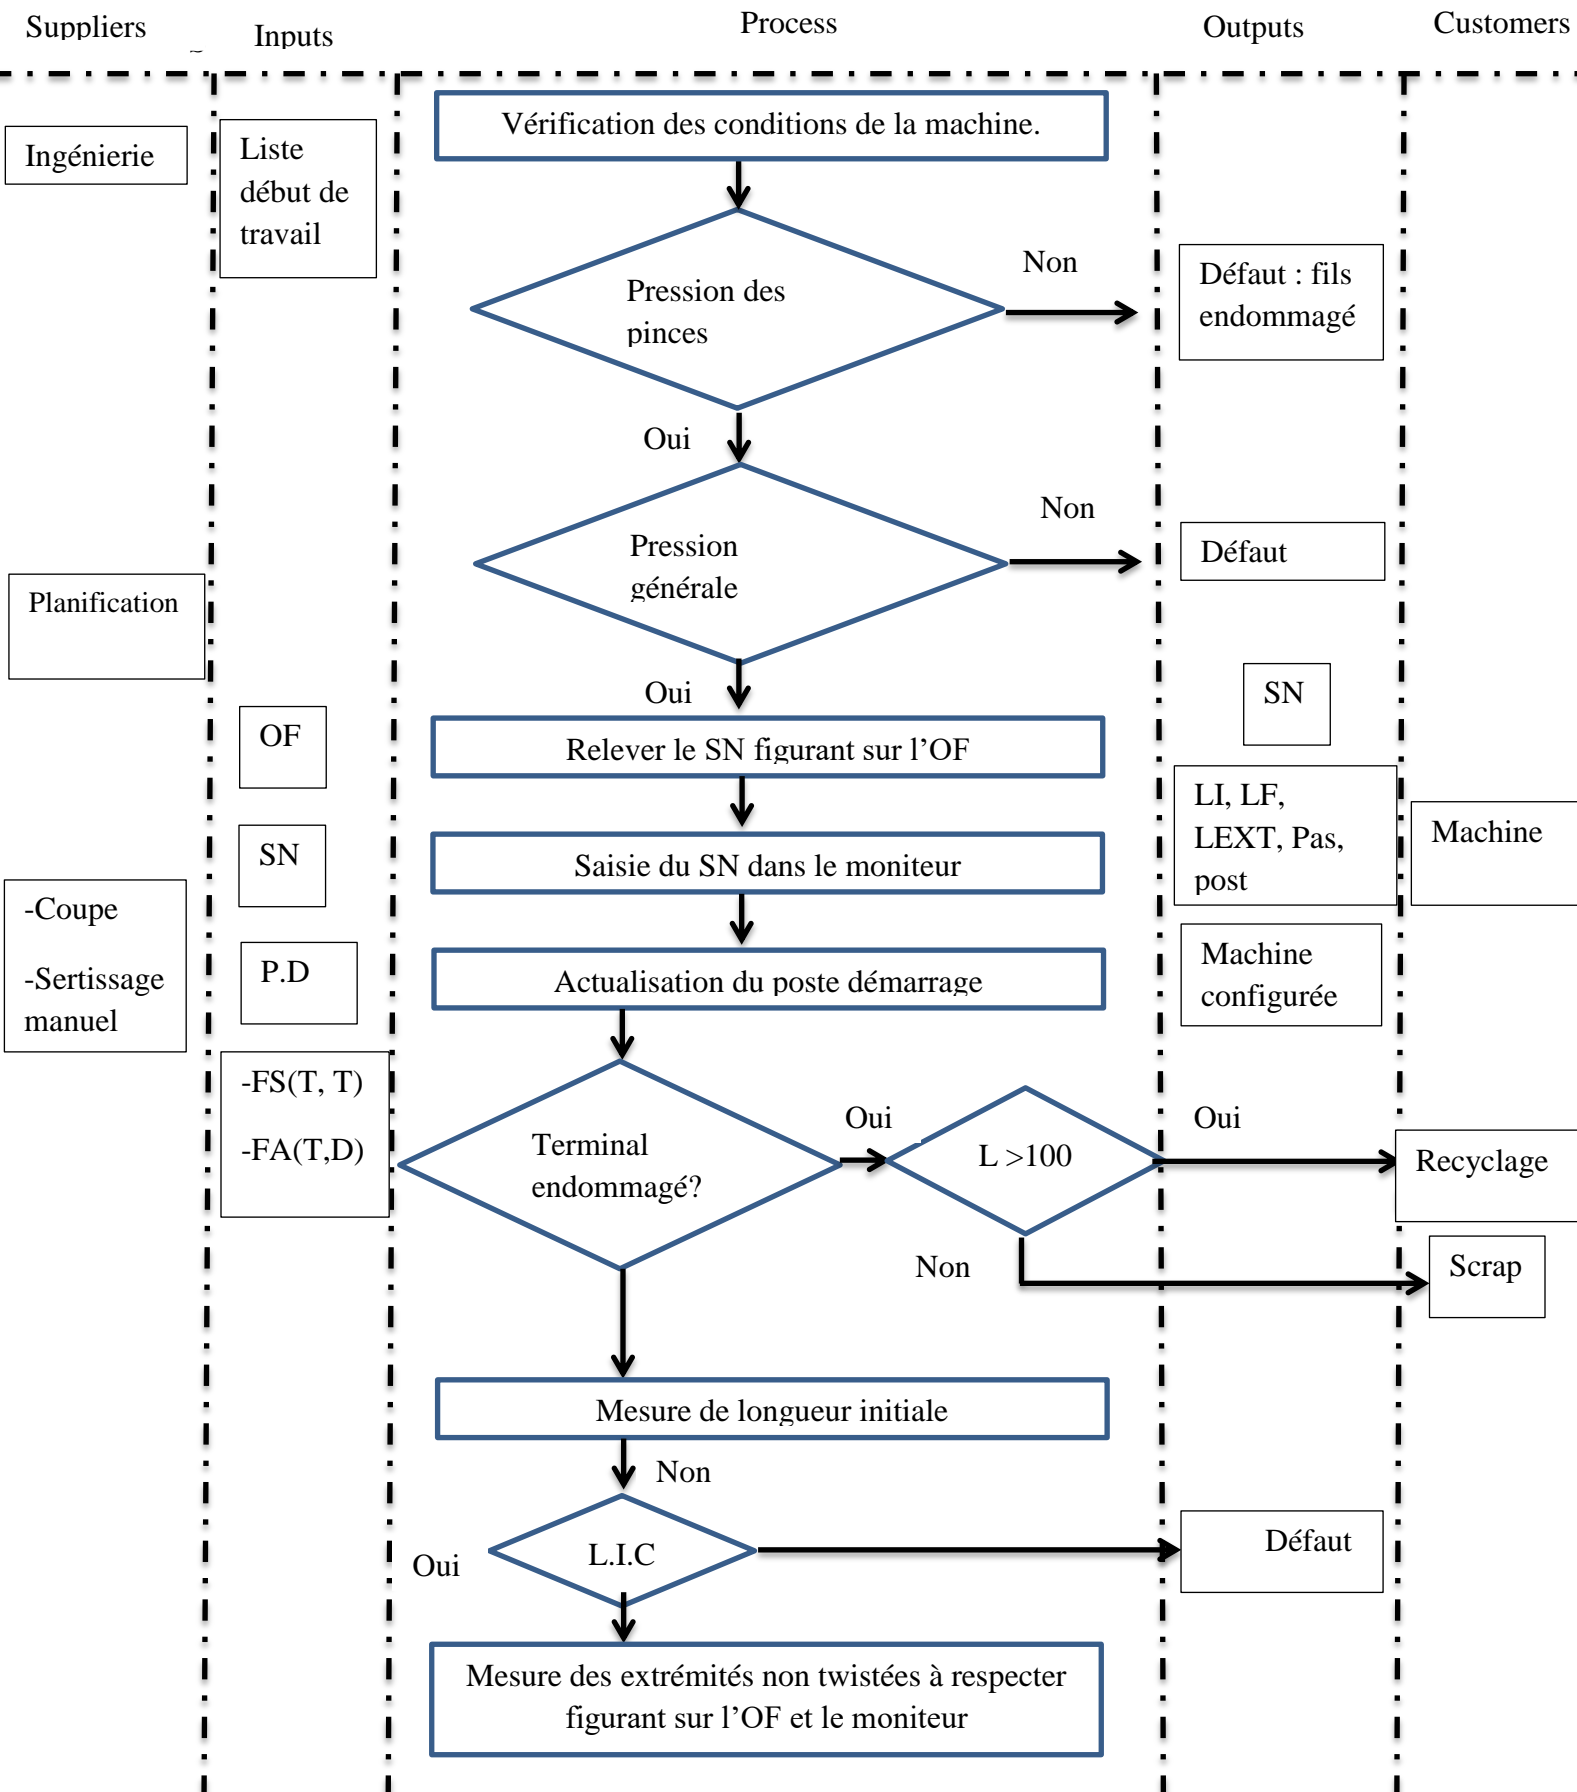 Suppliers
Inputs
Process
Outputs
Customers
Vérification des conditions de la machine.
Ingénierie
Liste
début de
travail
Pression des
pinces
Non
Défaut : fils
endommagé
Oui
Pression
générale
Non
Défaut
Planification
Oui
SN
OF
Relever le SN figurant sur l’OF
LI, LF,
LEXT, Pas,
post
Machine
SN
Saisie du SN dans le moniteur
-Coupe
-Sertissage
manuel
P.D
Actualisation du poste démarrage
Machine
configurée
-FS(T, T)
-FA(T,D)
Terminal
endommagé?
Oui
L >100
Oui
Recyclage
Non
Scrap
Mesure de longueur initiale
Non
L.I.C
Oui
Défaut
Mesure des extrémités non twistées à respecter
figurant sur l’OF et le moniteur